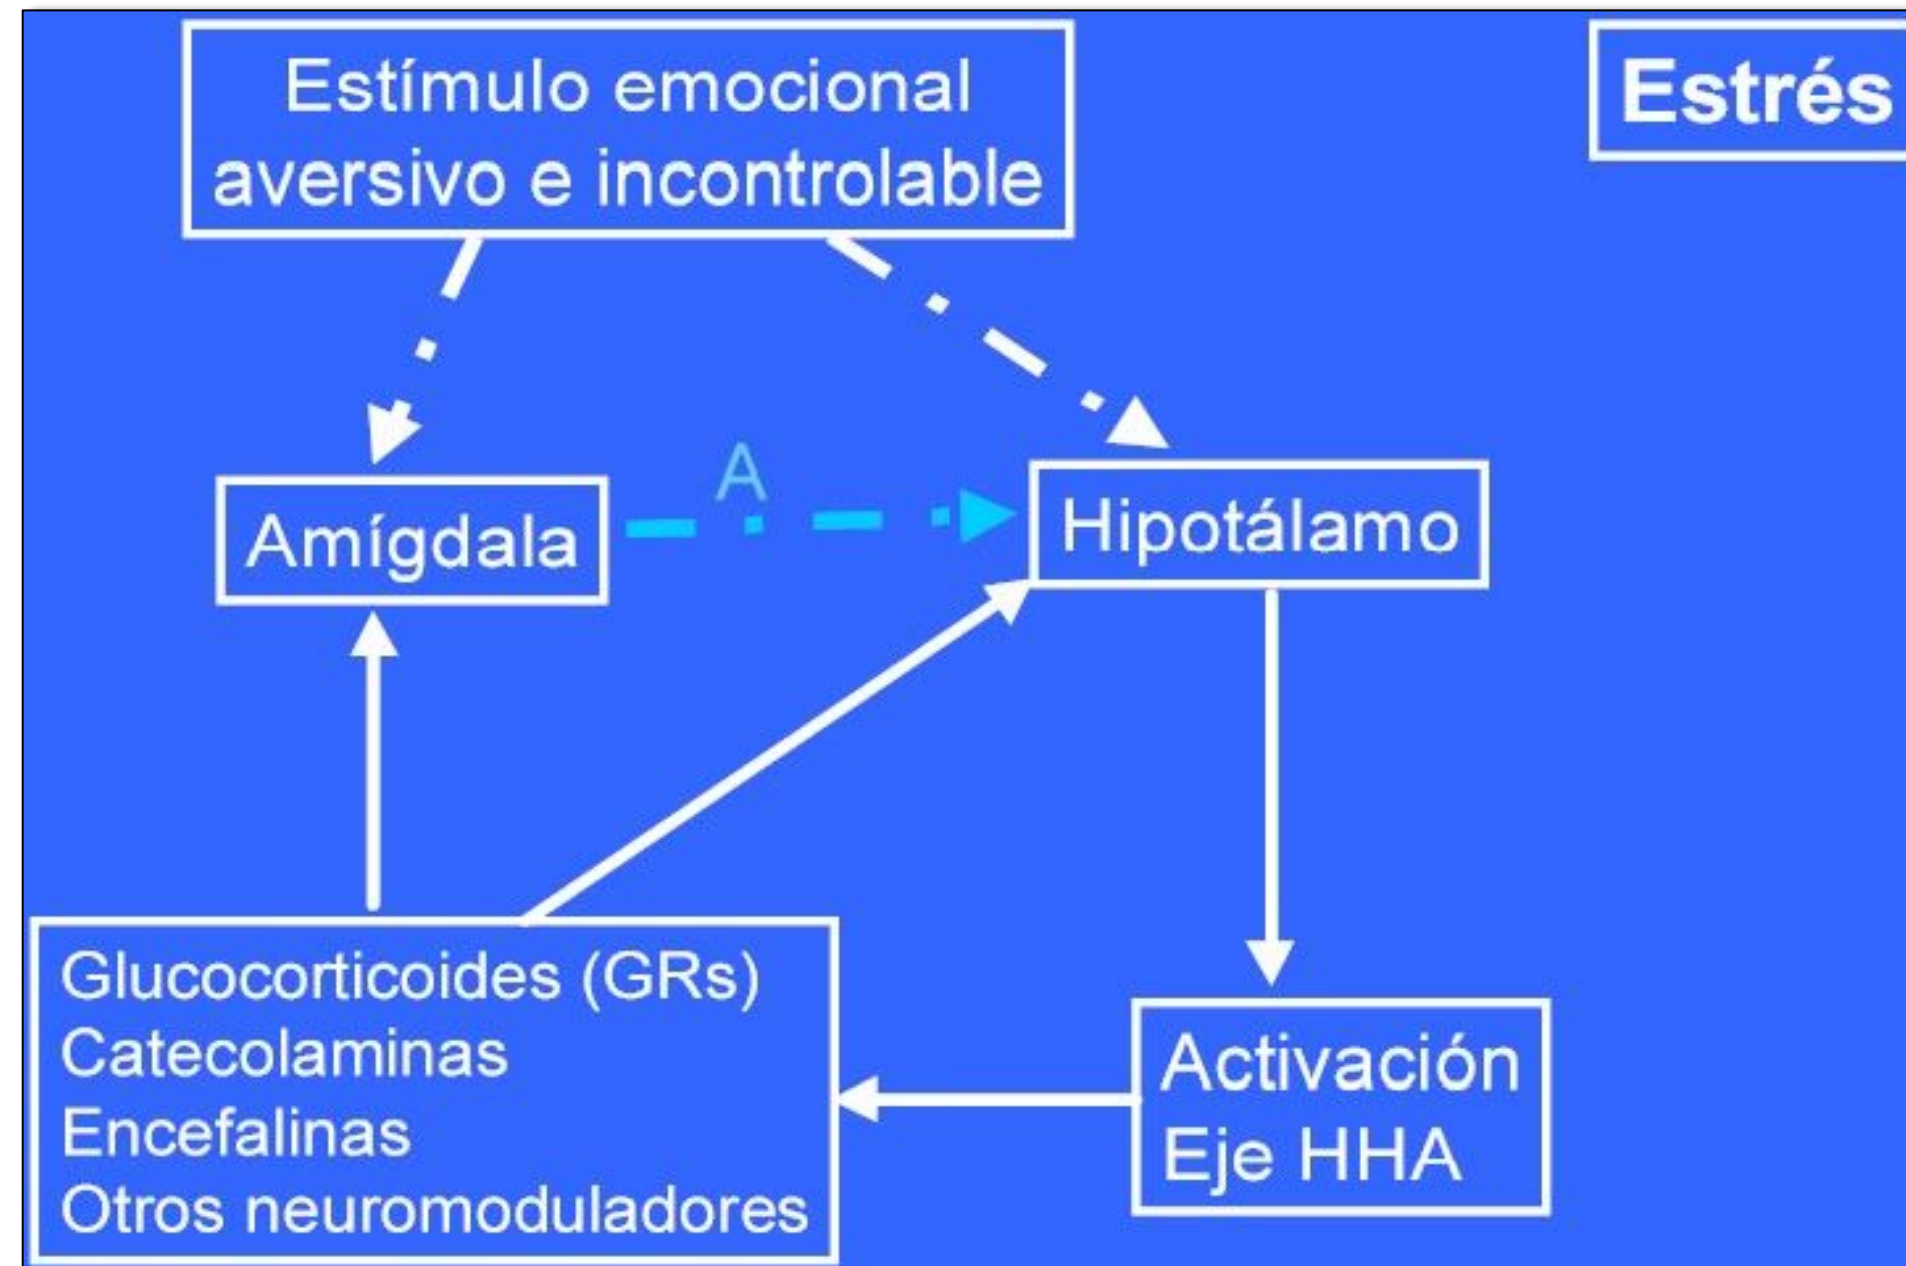 Estímulo emocional
aversivo e incontrolable
Estrés
A
Amígdala
Hipotálamo
Glucocorticoides (GRs)
Catecolaminas
Encefalinas
Otros neuromoduladores
Activación
Eje HHA